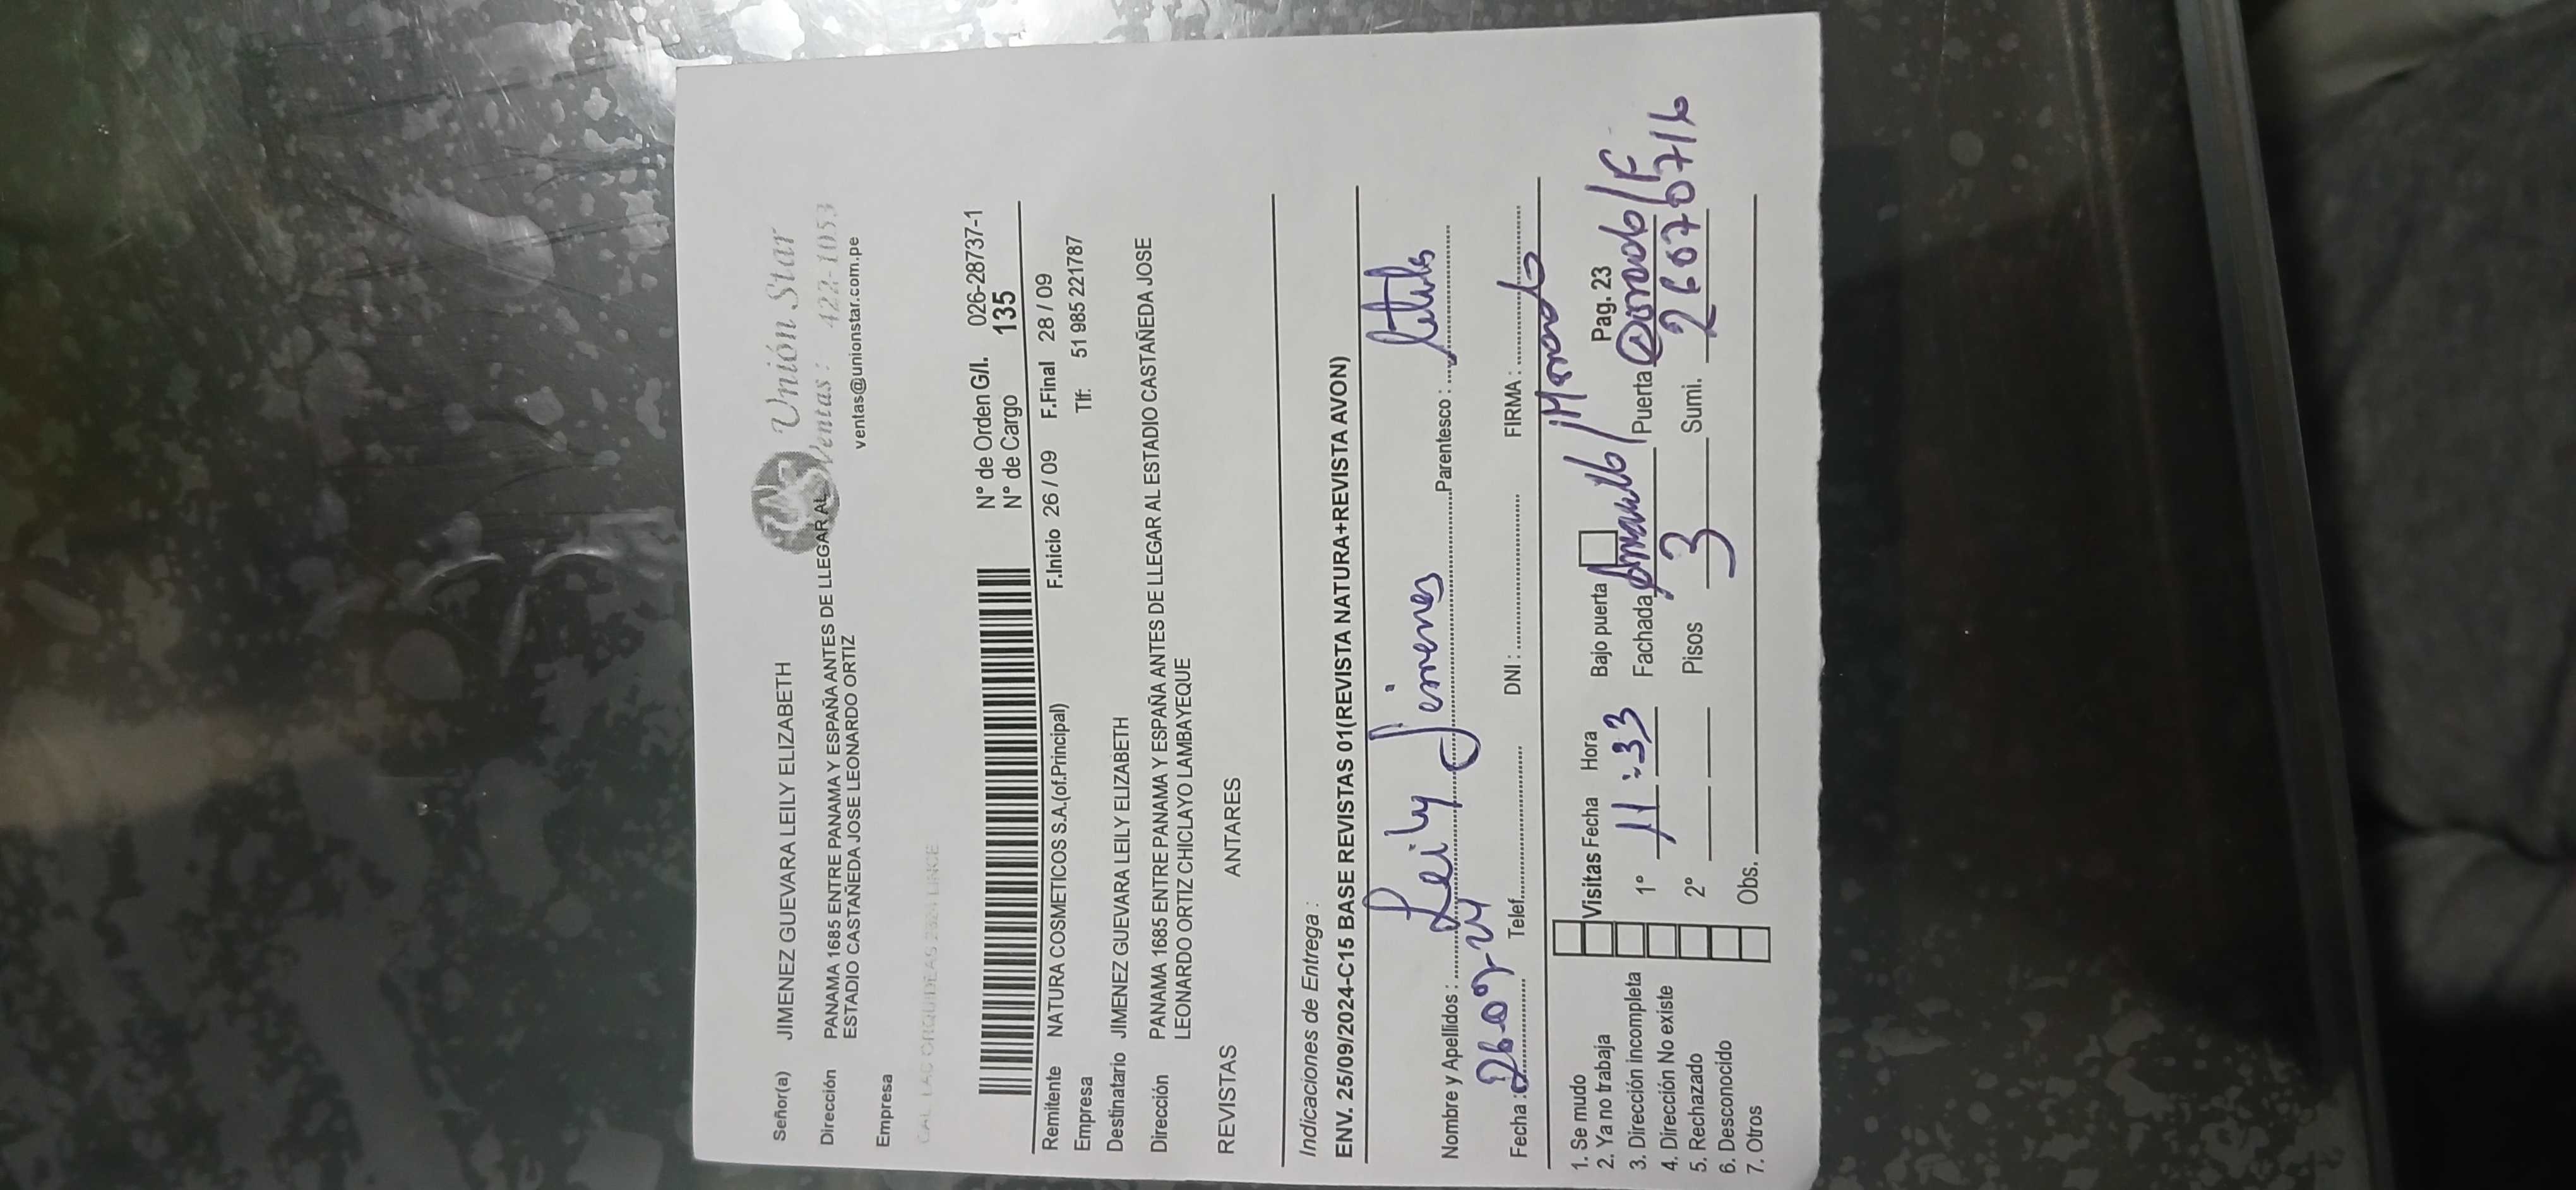 Señor(a) JIMENEZ GUEVARA LEILY ELIZABETH
Unión Star
Dirección PANAMA 1685 ENTRE PANAMA Y ESPAÑA ANTES DE LLEGAR AL
Ventas: 422-1053
ESTADIO CASTAÑEDA JOSE LEONARDO ORTIZ
ventas@unionstar.com.pe
Empresa
CAL. LAS ORQUIDEAS 2324 LINCE
N° de Orden G/I. 026-28737-1
N° de Cargo 135
Remitente NATURA COSMETICOS S.A.(of.Principal) F.Inicio 26 / 09 F.Final 28 / 09
Empresa Tlf: 51 985 221787
Destinatario JIMENEZ GUEVARA LEILY ELIZABETH
Dirección PANAMA 1685 ENTRE PANAMA Y ESPAÑA ANTES DE LLEGAR AL ESTADIO CASTAÑEDA JOSE
LEONARDO ORTIZ CHICLAYO LAMBAYEQUE
REVISTAS ANTARES
Indicaciones de Entrega :
ENV. 25/09/2024-C15 BASE REVISTAS 01(REVISTA NATURA+REVISTA AVON)
Nombre y Apellidos : Leily Jimenes Parentesco : titular
Fecha : 26-09-24 Telef. DNI : FIRMA :
1. Se mudo
2. Ya no trabaja
3. Dirección incompleta
4. Dirección No existe
5. Rechazado
6. Desconocido
7. Otros
Visitas Fecha Hora Bajo puerta Pag. 23
1° 11:33 Fachada Amarillo / Marrondo Puerta
2° Pisos 3 Sumi. 26070716
Obs.